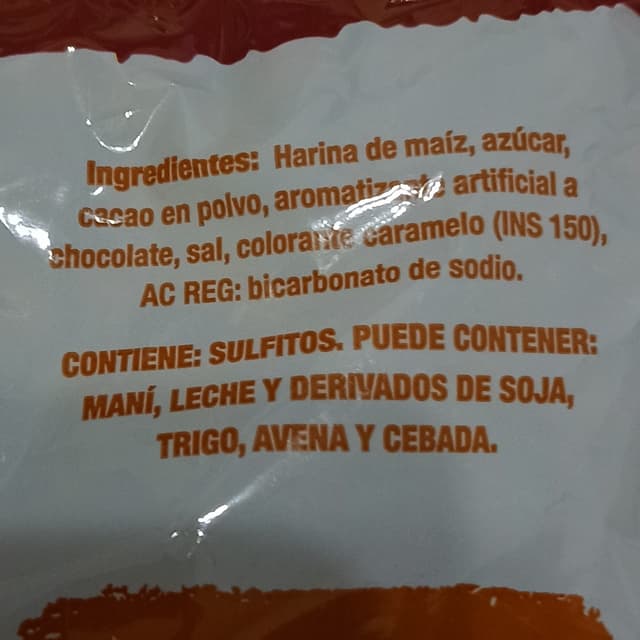 Ingredientes: Harina de maíz, azúcar,
cacao en polvo, aromatizante artificial a
chocolate, sal, colorante caramelo (INS 150),
AC REG: bicarbonato de sodio.
CONTIENE: SULFITOS. PUEDE CONTENER:
MANÍ, LECHE Y DERIVADOS DE SOJA,
TRIGO, AVENA Y CEBADA.